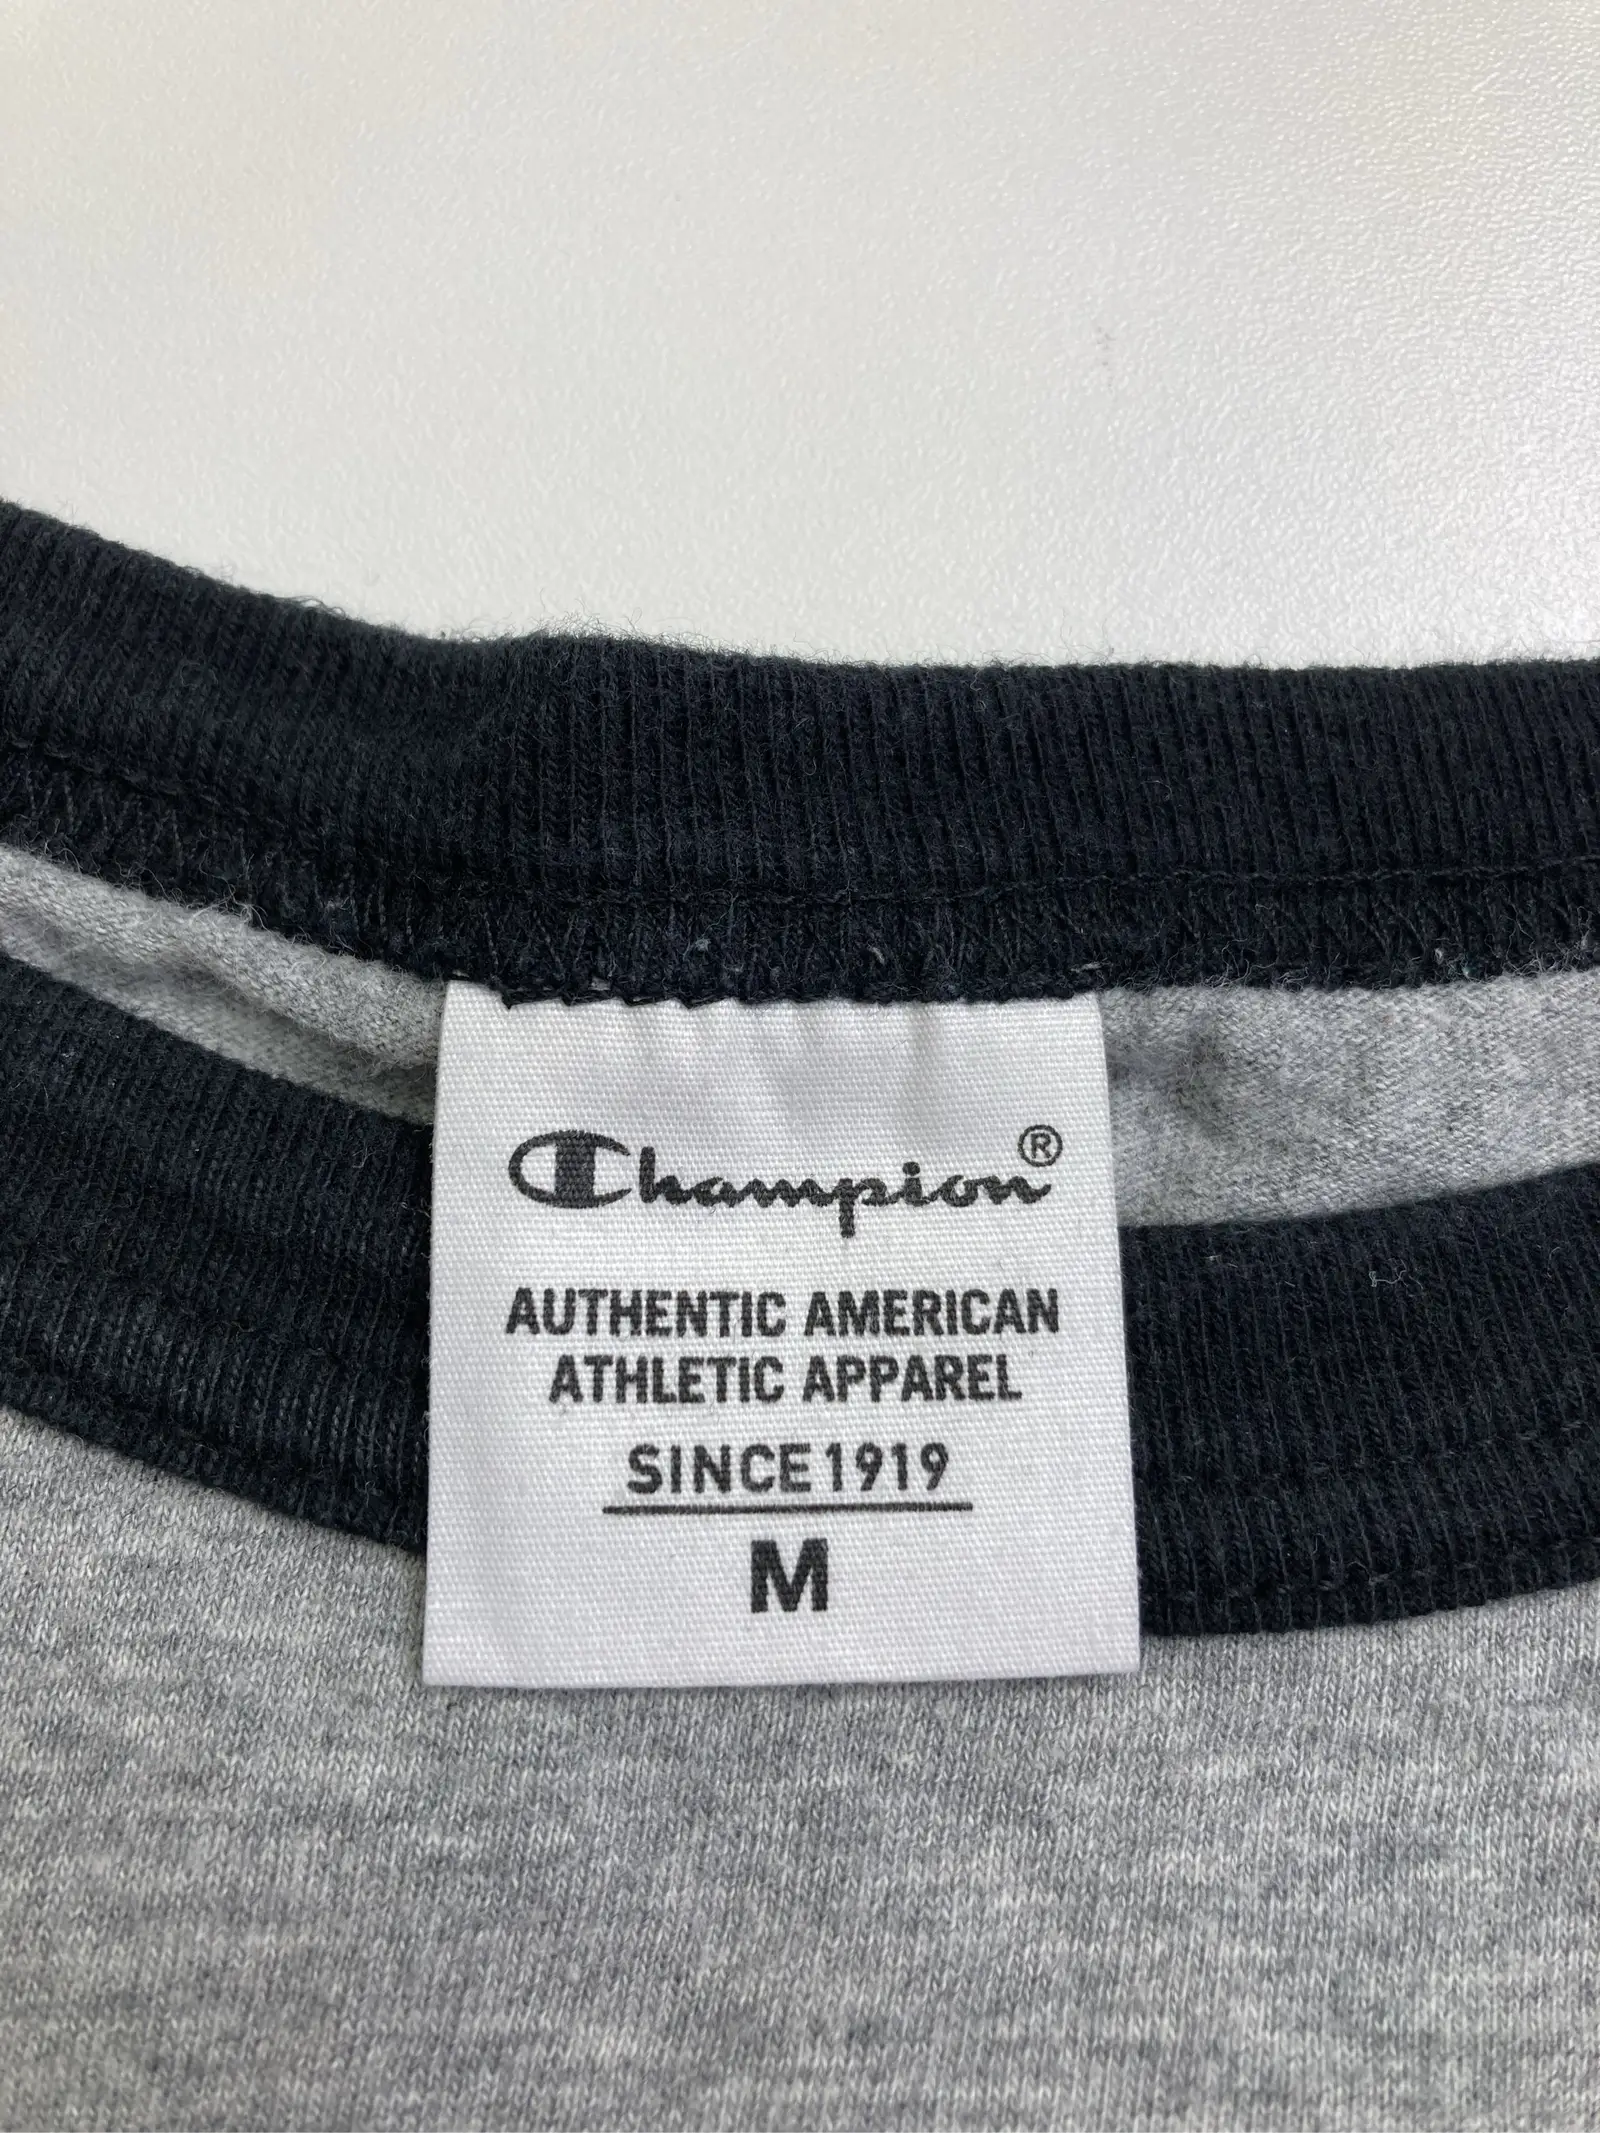 Champion®
AUTHENTIC AMERICAN
ATHLETIC APPAREL
SINCE 1919
M